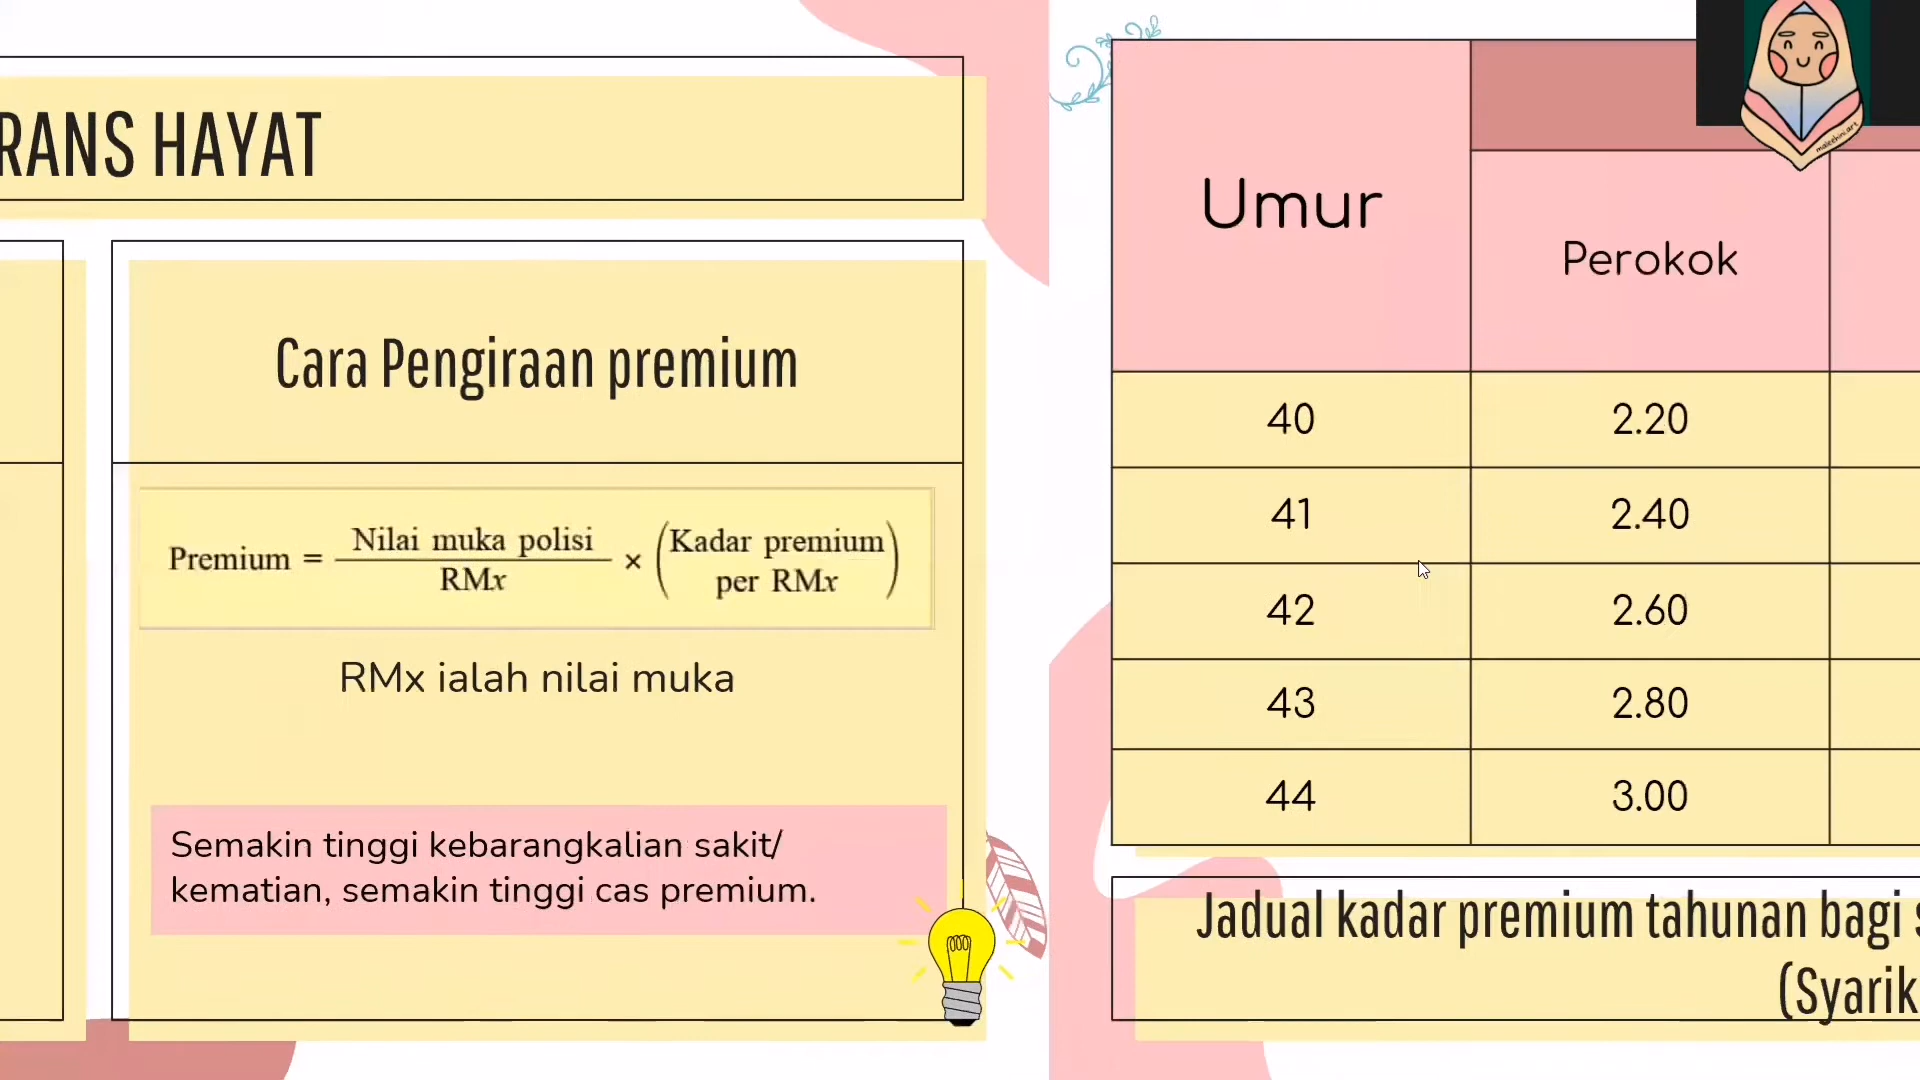 RANS HAYAT
Cara Pengiraan premium
Premium = Nilai muka polisi / RMx × (Kadar premium per RMx)
RMx ialah nilai muka
Semakin tinggi kebarangkalian sakit/
kematian, semakin tinggi cas premium.
Umur
Perokok
40 2.20
41 2.40
42 2.60
43 2.80
44 3.00
Jadual kadar premium tahunan bagi
(Syarik